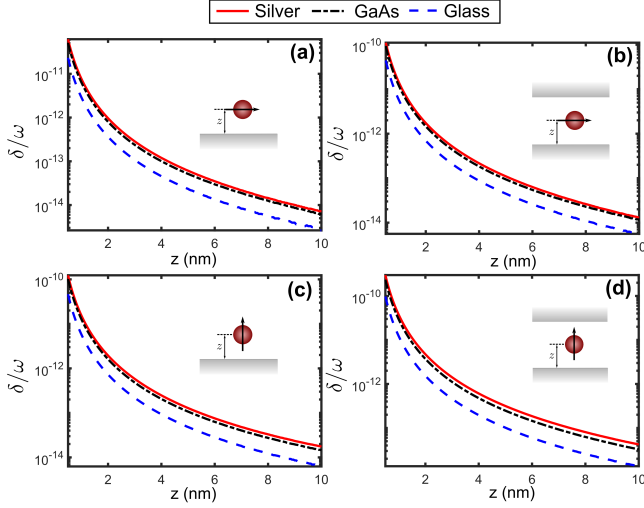 Silver GaAs Glass
(a)
δ/ω
10⁻¹¹
10⁻¹²
10⁻¹³
10⁻¹⁴
z
2 4 6 8 10
z (nm)
(b)
δ/ω
10⁻¹⁰
10⁻¹²
10⁻¹⁴
z
2 4 6 8 10
z (nm)
(c)
δ/ω
10⁻¹⁰
10⁻¹²
10⁻¹⁴
z
2 4 6 8 10
z (nm)
(d)
δ/ω
10⁻¹⁰
10⁻¹²
z
2 4 6 8 10
z (nm)